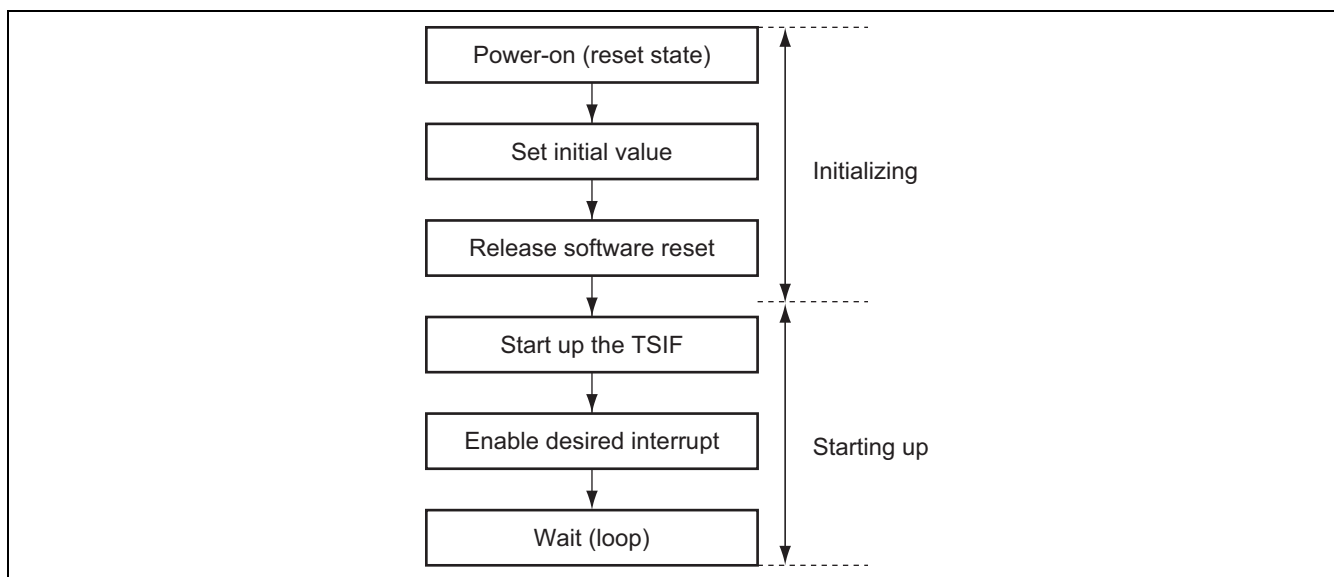 Power-on (reset state)
Set initial value
Initializing
Release software reset
Start up the TSIF
Enable desired interrupt
Starting up
Wait (loop)